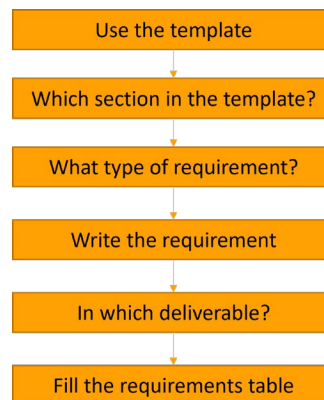 Use the template
Which section in the template?
What type of requirement?
Write the requirement
In which deliverable?
Fill the requirements table